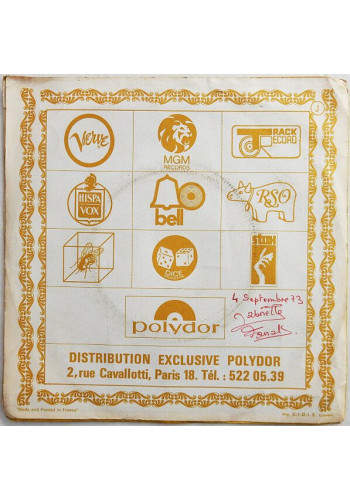 J
Verve
MGM
RECORDS
TRACK
RECORD
HISPA
VOX
bell
RSO
DICE
RECORDS
polydor
4 Septembre 73
DISTRIBUTION EXCLUSIVE POLYDOR
2, rue Cavallotti, Paris 18. Tél. : 522 05.39
"Made and Printed in France"